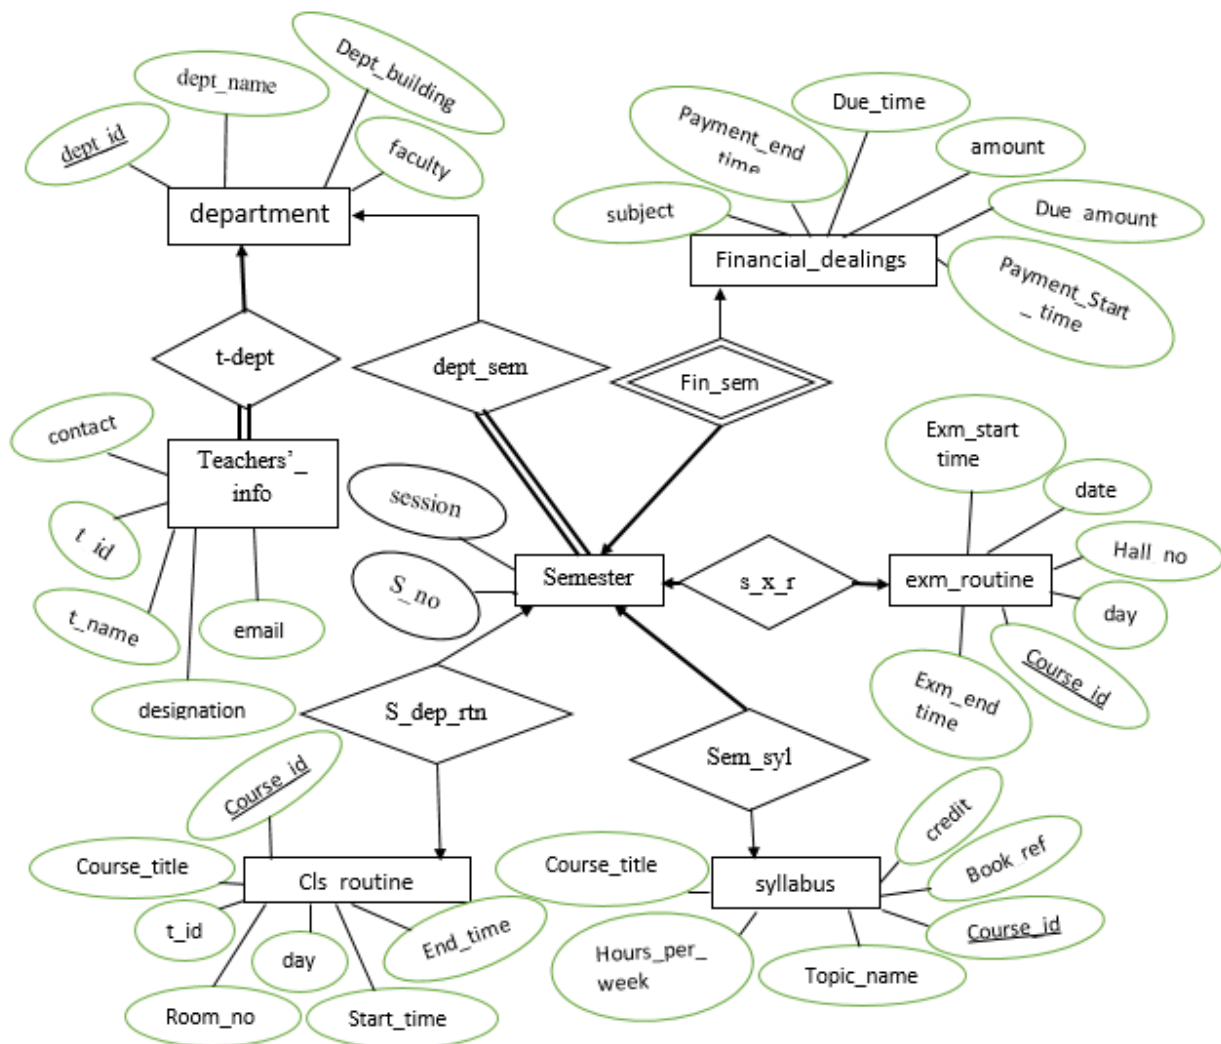 dept_name
Dept_building
dept_id
faculty
department
Due_time
Payment_end
time
amount
subject
Due_amount
Financial_dealings
Payment_Start
_ time
t-dept
dept_sem
Fin_sem
contact
Teachers’_
info
session
Exm_start
time
date
t_id
S_no
Semester
s_x_r
exm_routine
Hall_no
day
t_name
email
Course_id
Exm_end
time
designation
S_dep_rtn
Sem_syl
Course_id
credit
Course_title
Cls_routine
Course_title
syllabus
Book_ref
t_id
day
End_time
Hours_per_
week
Topic_name
Course_id
Room_no
Start_time